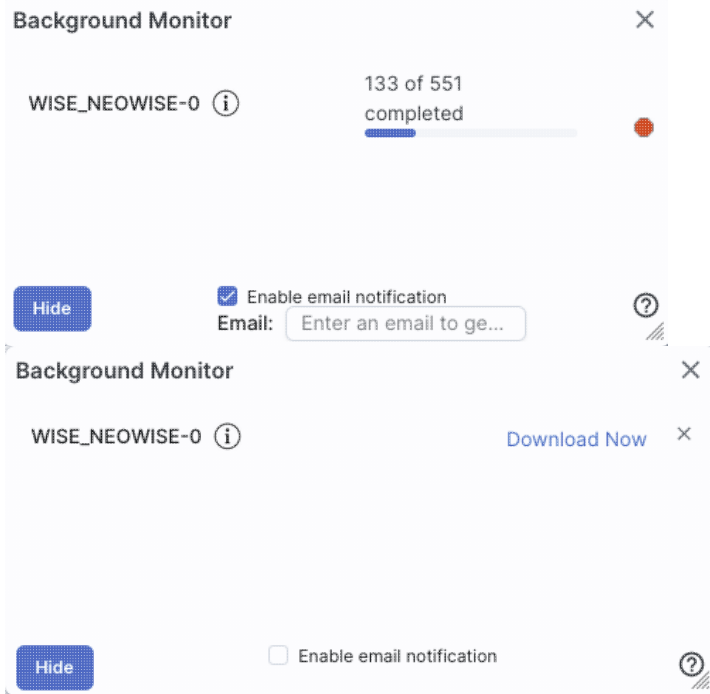 Background Monitor
WISE_NEOWISE-0
133 of 551
completed
Enable email notification
Hide
Email: Enter an email to ge...
Background Monitor
WISE_NEOWISE-0
Download Now
Enable email notification
Hide